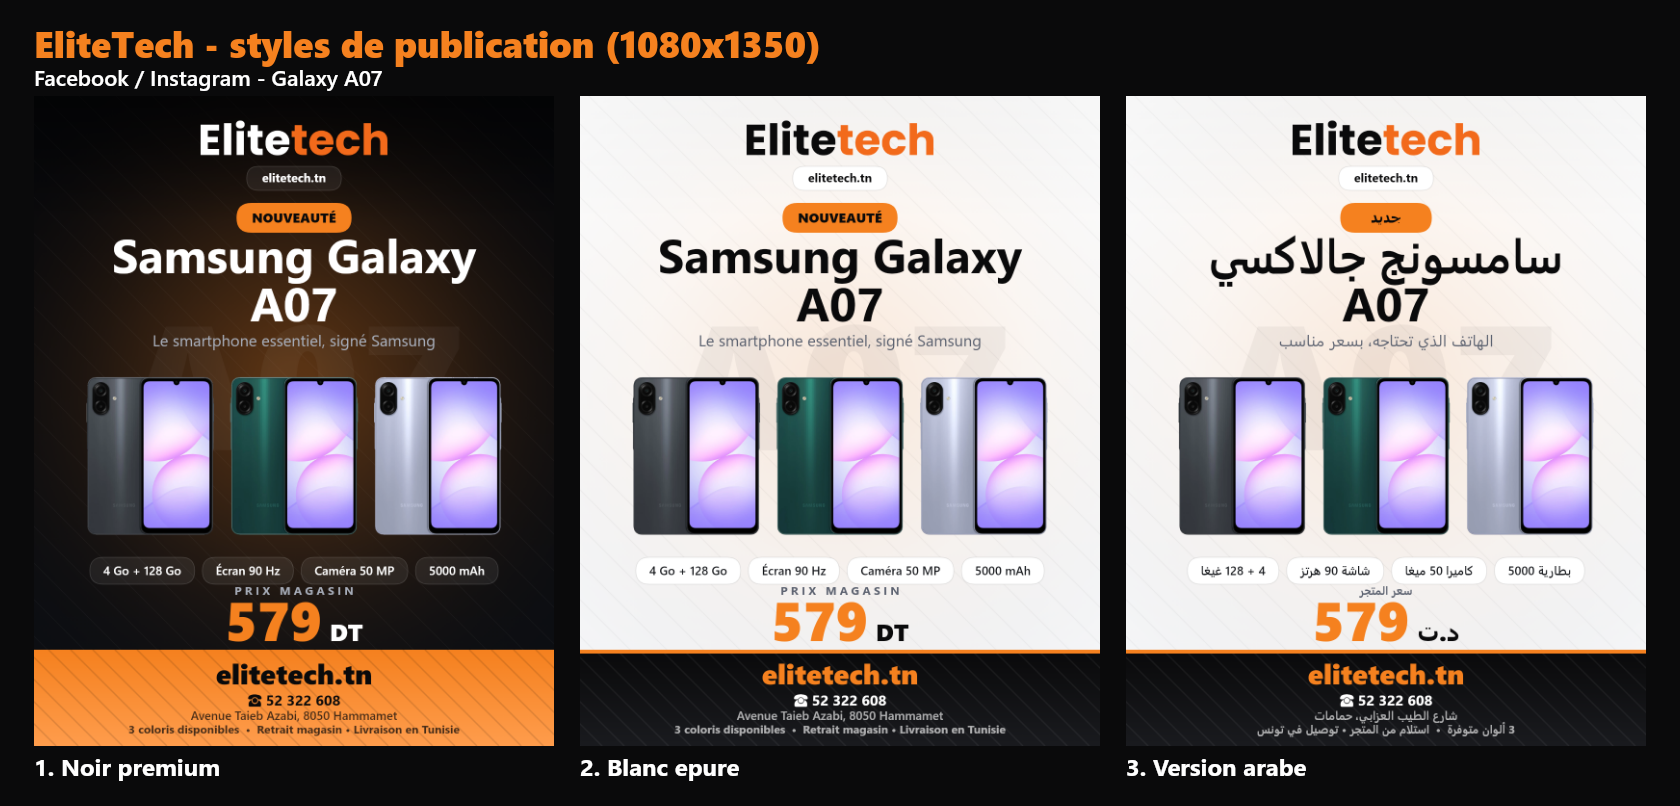 EliteTech - styles de publication (1080x1350)
Facebook / Instagram - Galaxy A07
Elitetech
elitetech.tn
NOUVEAUTÉ
Samsung Galaxy
A07
Le smartphone essentiel, signé Samsung
A07
4 Go + 128 Go
Écran 90 Hz
Caméra 50 MP
5000 mAh
PRIX MAGASIN
579 DT
elitetech.tn
☎ 52 322 608
Avenue Taieb Azabi, 8050 Hammamet
3 coloris disponibles • Retrait magasin • Livraison en Tunisie
1. Noir premium
Elitetech
elitetech.tn
NOUVEAUTÉ
Samsung Galaxy
A07
Le smartphone essentiel, signé Samsung
A07
4 Go + 128 Go
Écran 90 Hz
Caméra 50 MP
5000 mAh
PRIX MAGASIN
579 DT
elitetech.tn
☎ 52 322 608
Avenue Taieb Azabi, 8050 Hammamet
3 coloris disponibles • Retrait magasin • Livraison en Tunisie
2. Blanc epure
Elitetech
elitetech.tn
جديد
سامسونج جالاكسي
A07
الهاتف الذي تحتاجه، بسعر مناسب
A07
4 + 128 غيغا
شاشة 90 هرتز
كاميرا 50 ميغا
بطارية 5000
سعر المتجر
579 د.ت
elitetech.tn
☎ 52 322 608
شارع الطيب العزابي، حمامات
3 ألوان متوفرة • استلام من المتجر • توصيل في تونس
3. Version arabe